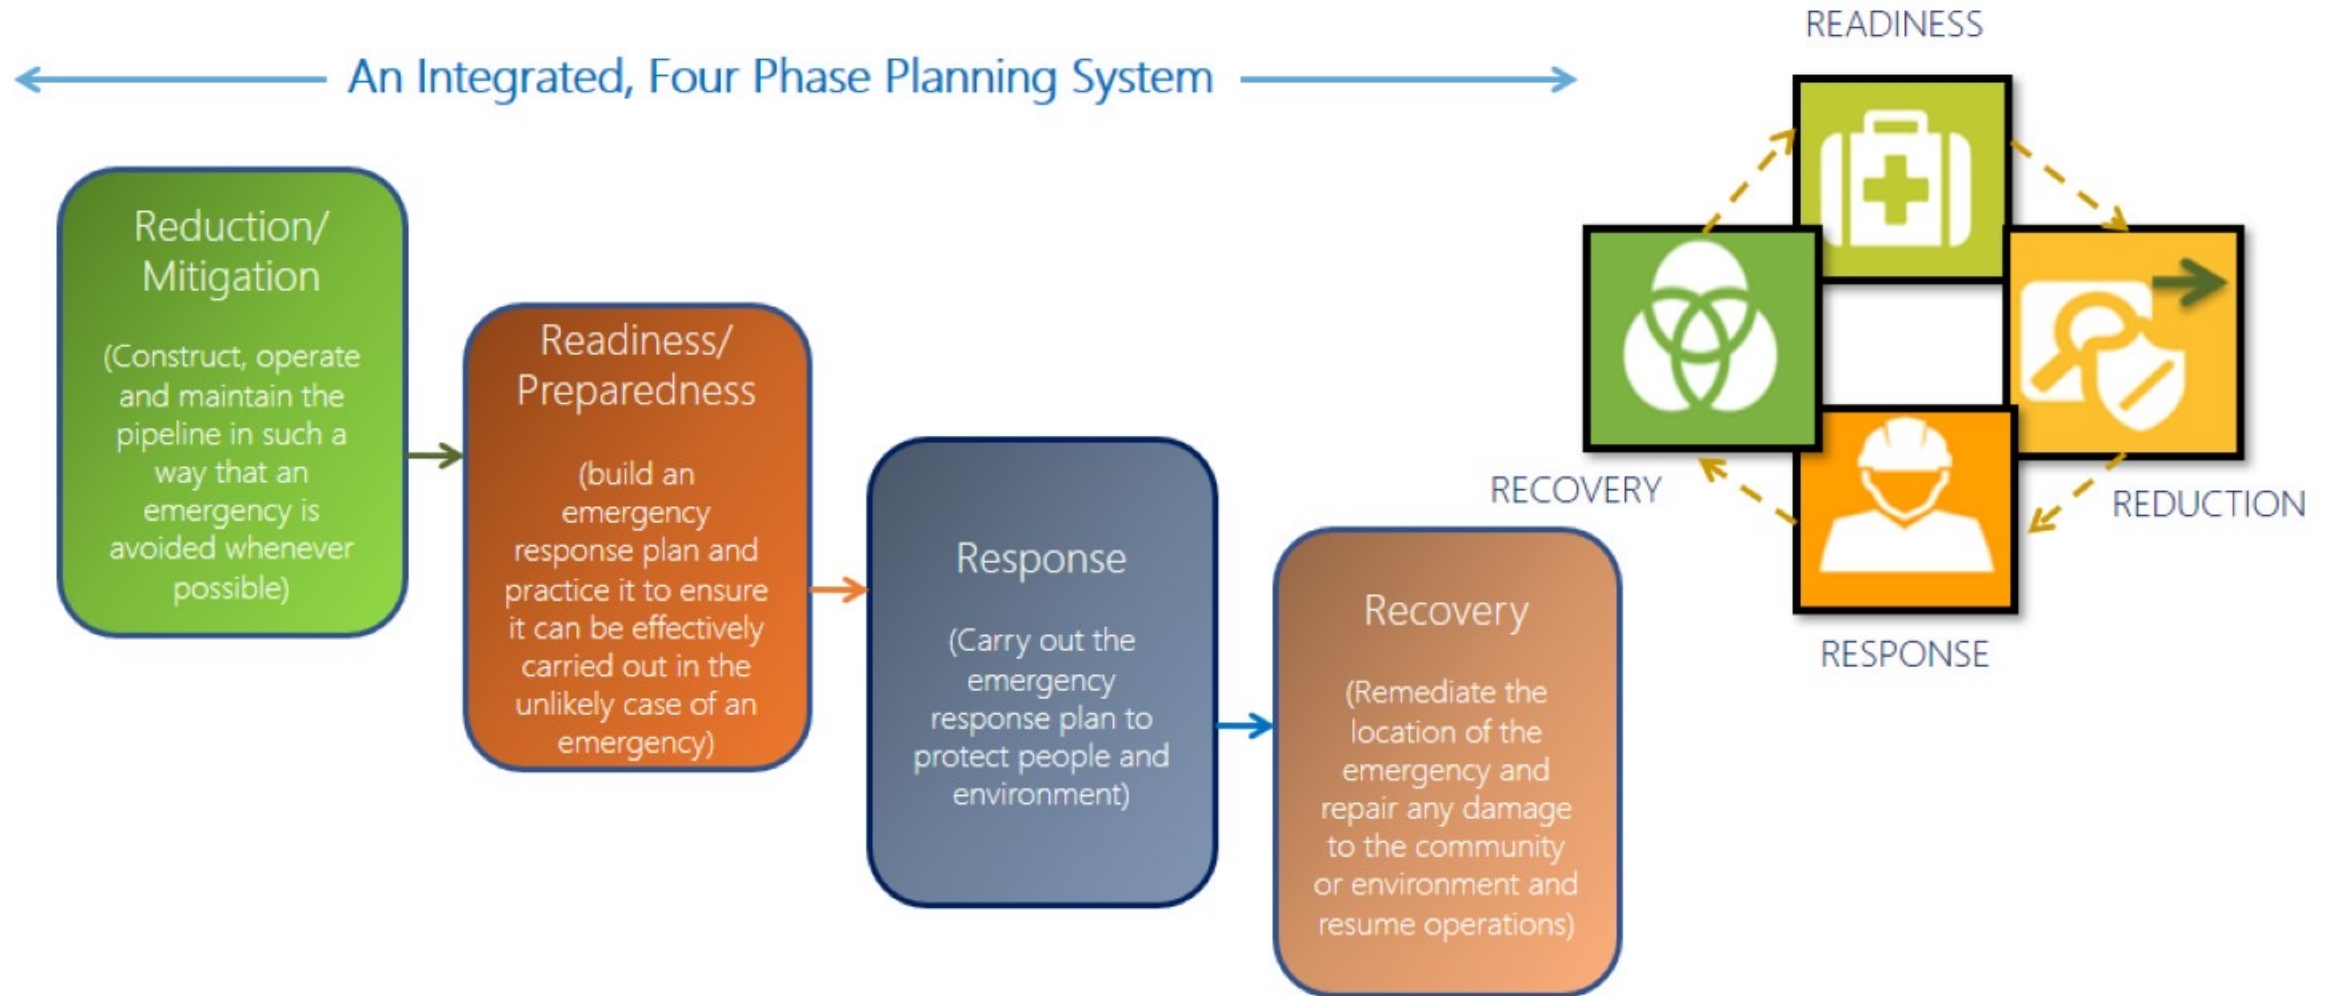 An Integrated, Four Phase Planning System
Reduction/
Mitigation
(Construct, operate
and maintain the
pipeline in such a
way that an
emergency is
avoided whenever
possible)
Readiness/
Preparedness
(build an
emergency
response plan and
practice it to ensure
it can be effectively
carried out in the
unlikely case of an
emergency)
Response
(Carry out the
emergency
response plan to
protect people and
environment)
Recovery
(Remediate the
location of the
emergency and
repair any damage
to the community
or environment and
resume operations)
READINESS
RECOVERY
REDUCTION
RESPONSE